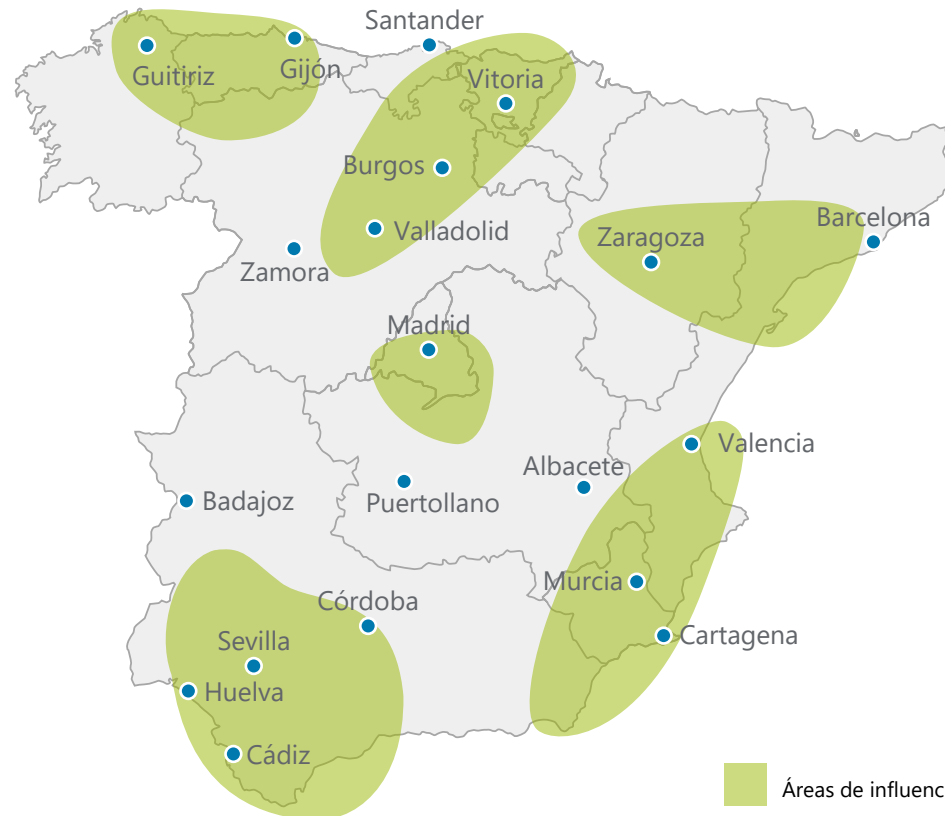 Santander
Guitiriz
Gijón
Vitoria
Burgos
Valladolid
Zaragoza
Barcelona
Zamora
Madrid
Valencia
Albacete
Puertollano
Badajoz
Murcia
Córdoba
Cartagena
Sevilla
Huelva
Cádiz
Áreas de